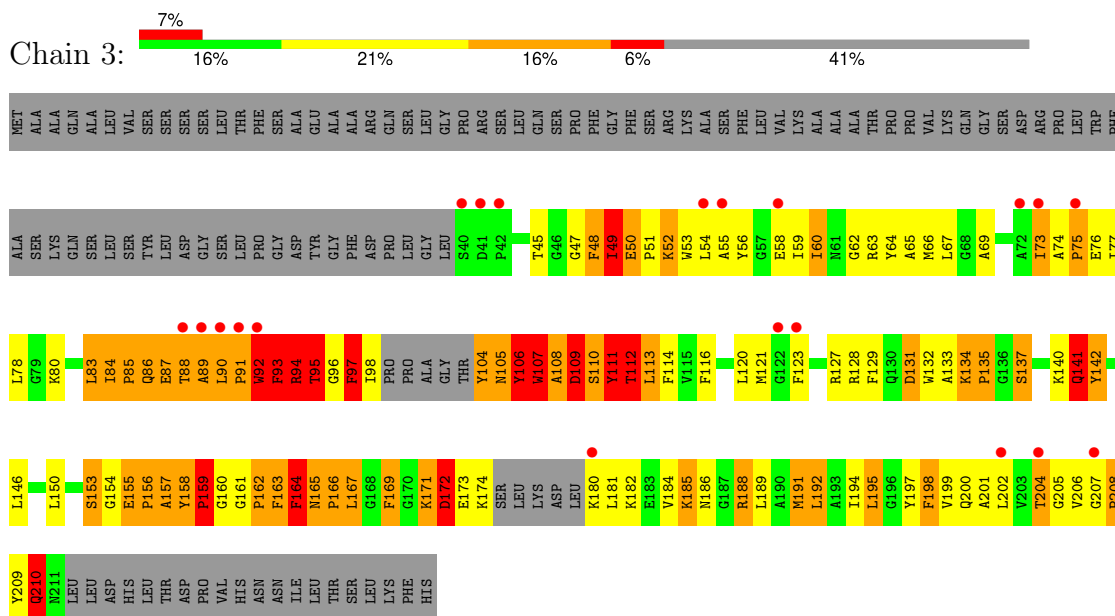 7%
Chain 3:
16% 21% 16% 6% 41%
MET ALA ALA GLN ALA LEU VAL SER SER SER SER LEU THR PHE SER ALA GLU ALA ALA ARG GLN SER LEU GLY PRO ARG SER LEU GLN SER PRO PHE GLY PHE SER ARG LYS ALA SER PHE LEU VAL LYS ALA ALA ALA THR PRO PRO VAL LYS GLN GLY SER ASP ARG PRO LEU TRP PHE
ALA SER LYS GLN SER LEU SER TYR LEU ASP GLY SER LEU PRO GLY ASP TYR GLY PHE ASP PRO LEU GLY LEU S40 D41 P42 T45 G46 G47 F48 I49 E50 P51 K52 W53 L54 A55 Y56 G57 E58 I59 I60 N61 G62 R63 Y64 A65 M66 L67 G68 A69 A72 I73 A74 P75 E76 I77
L78 G79 K80 L83 I84 P85 Q86 E87 T88 A89 L90 P91 W92 F93 R94 T95 G96 F97 I98 PRO PRO ALA GLY THR Y104 N105 Y106 W107 A108 D109 S110 Y111 T112 L113 F114 V115 F116 L120 M121 G122 F123 R127 R128 F129 Q130 D131 W132 A133 K134 P135 G136 S137 K140 Q141 Y142
L146 L150 S153 G154 E155 P156 A157 Y158 P159 G160 G161 P162 F163 F164 N165 P166 L167 G168 F169 G170 K171 D172 E173 K174 SER LEU LYS ASP LEU K180 L181 K182 E183 V184 K185 N186 G187 R188 L189 A190 M191 L192 A193 I194 L195 G196 Y197 F198 V199 Q200 A201 L202 V203 T204 G205 V206 G207 P208
Y209 Q210 N211 LEU LEU ASP HIS LEU THR ASP PRO VAL HIS ASN ASN ILE LEU THR SER LEU LYS PHE HIS